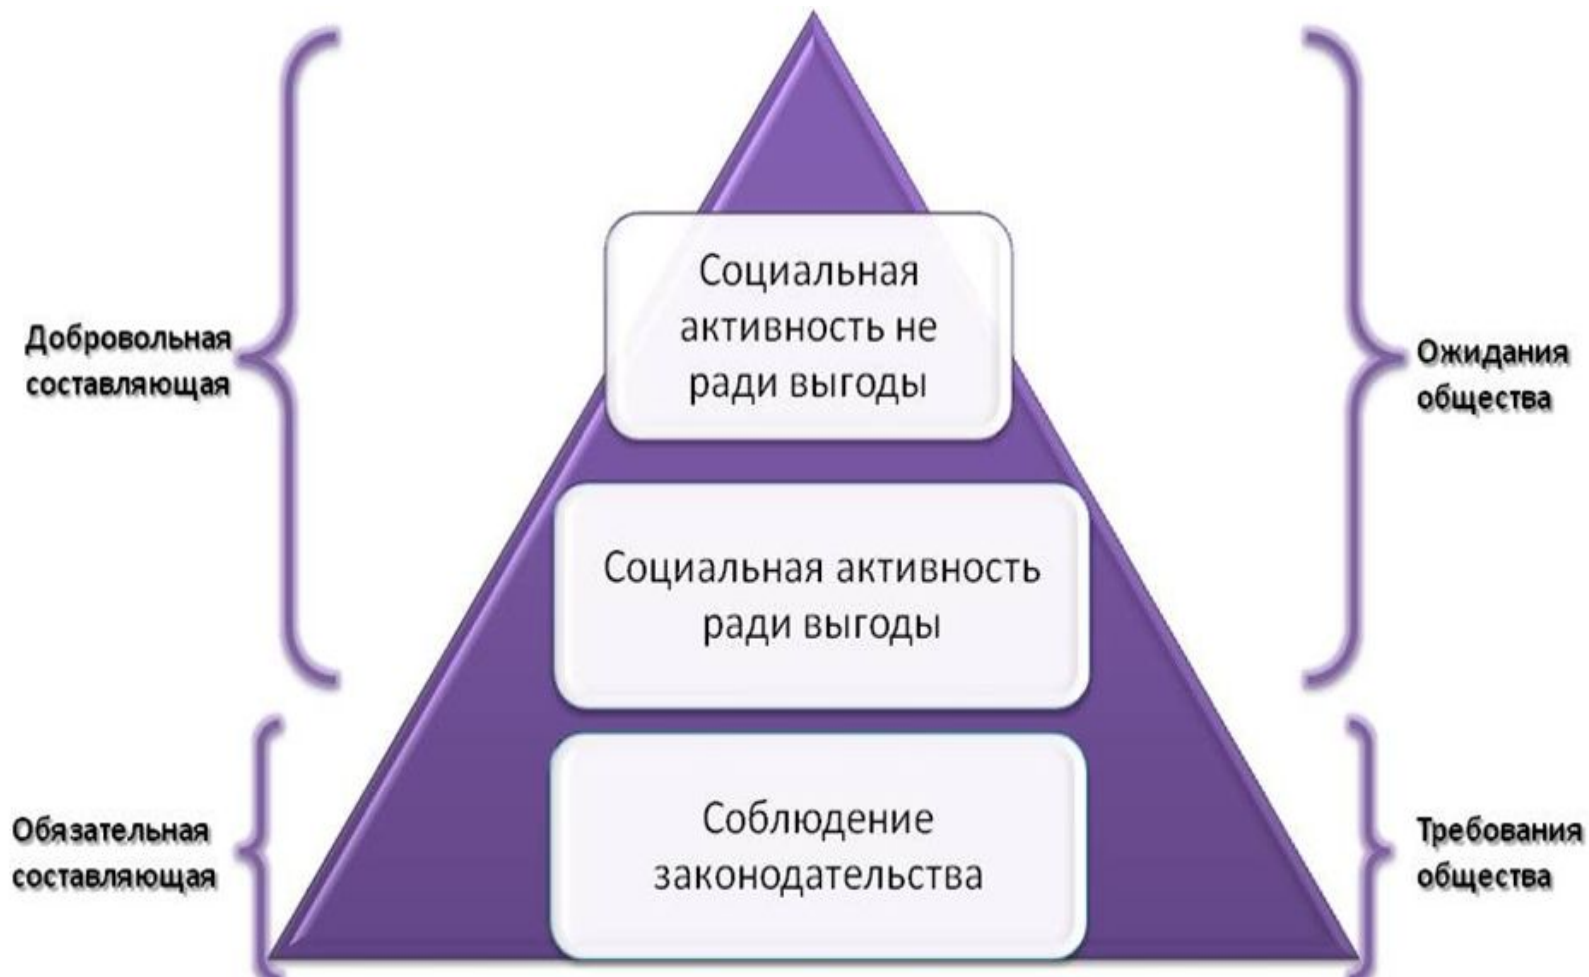 Социальная
активность не
ради выгоды
Добровольная
составляющая
Ожидания
общества
Социальная активность
ради выгоды
Обязательная
составляющая
Соблюдение
законодательства
Требования
общества